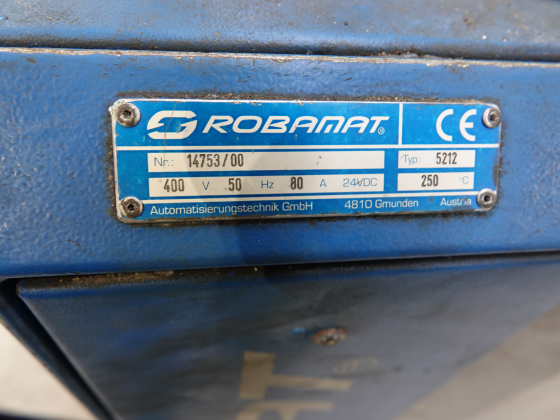 ROBAMAT® CE
Nr.: 14753/00 Typ: 5212
400 V 50 Hz 80 A 24VDC 250 °C
Automatisierungstechnik GmbH 4810 Gmunden Austria